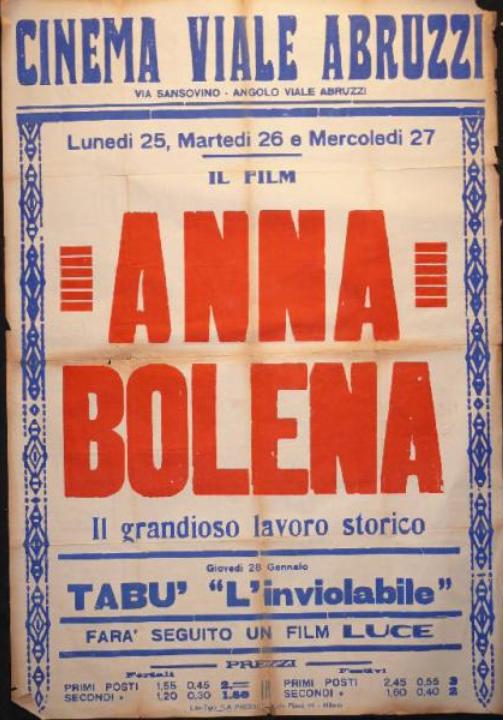 CINEMA VIALE ABRUZZI
VIA SANSOVINO - ANGOLO VIALE ABRUZZI
Lunedì 25, Martedì 26 e Mercoledì 27
IL FILM
ANNA
BOLENA
Il grandioso lavoro storico
Giovedì 28 Gennaio
TABU' "L'inviolabile"
FARA' SEGUITO UN FILM LUCE
PREZZI
Feriali Festivi
PRIMI POSTI 1,55 0,45 2.— PRIMI POSTI 2,45 0,55 3
SECONDI » 1,20 0,30 1.50 SECONDI » 1,60 0,40 2
Milano